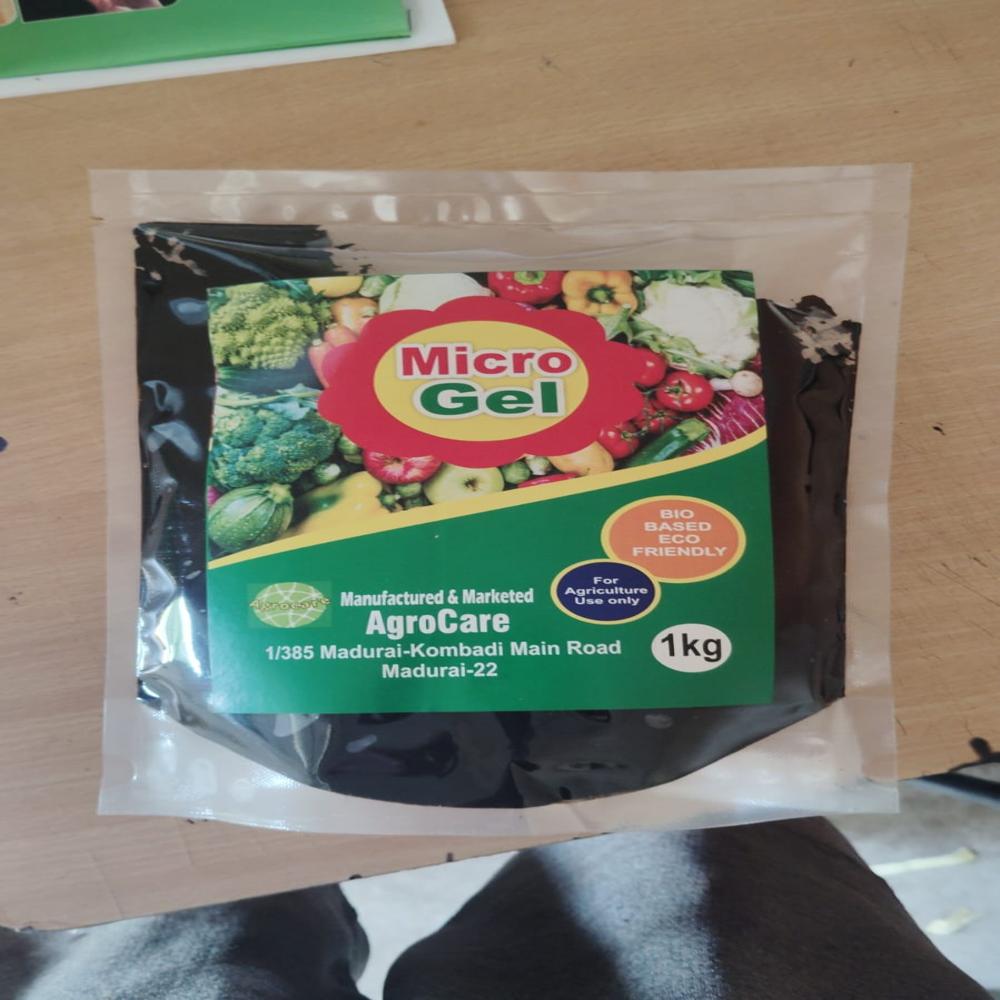 Micro
Gel
BIO
BASED
ECO
FRIENDLY
For
Agriculture
Use only
Agrocare
Manufactured & Marketed
AgroCare
1/385 Madurai-Kombadi Main Road
Madurai-22
1kg